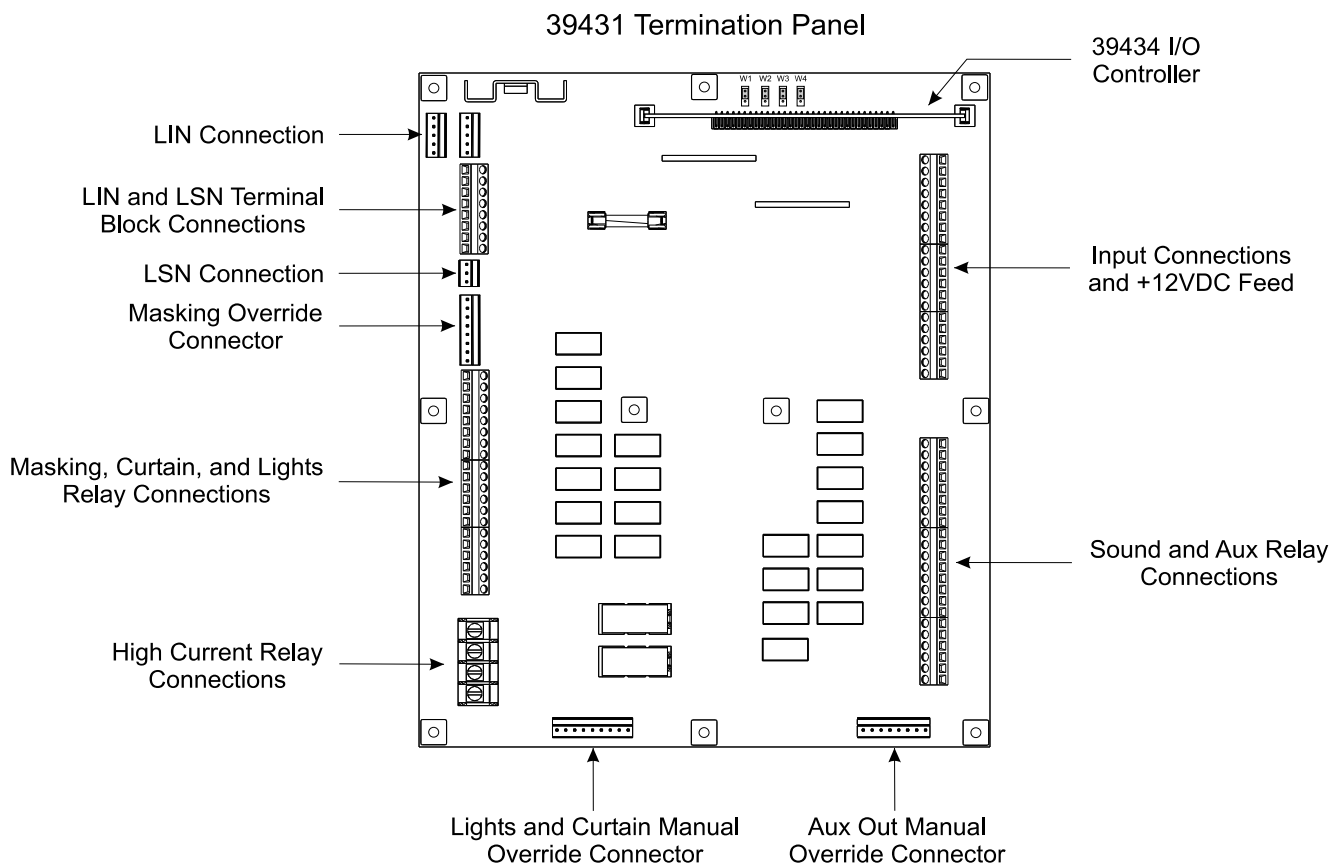 39431 Termination Panel
39434 I/O
Controller
W1 W2 W3 W4
LIN Connection
LIN and LSN Terminal
Block Connections
LSN Connection
Masking Override
Connector
Input Connections
and +12VDC Feed
Masking, Curtain, and Lights
Relay Connections
Sound and Aux Relay
Connections
High Current Relay
Connections
Lights and Curtain Manual
Override Connector
Aux Out Manual
Override Connector